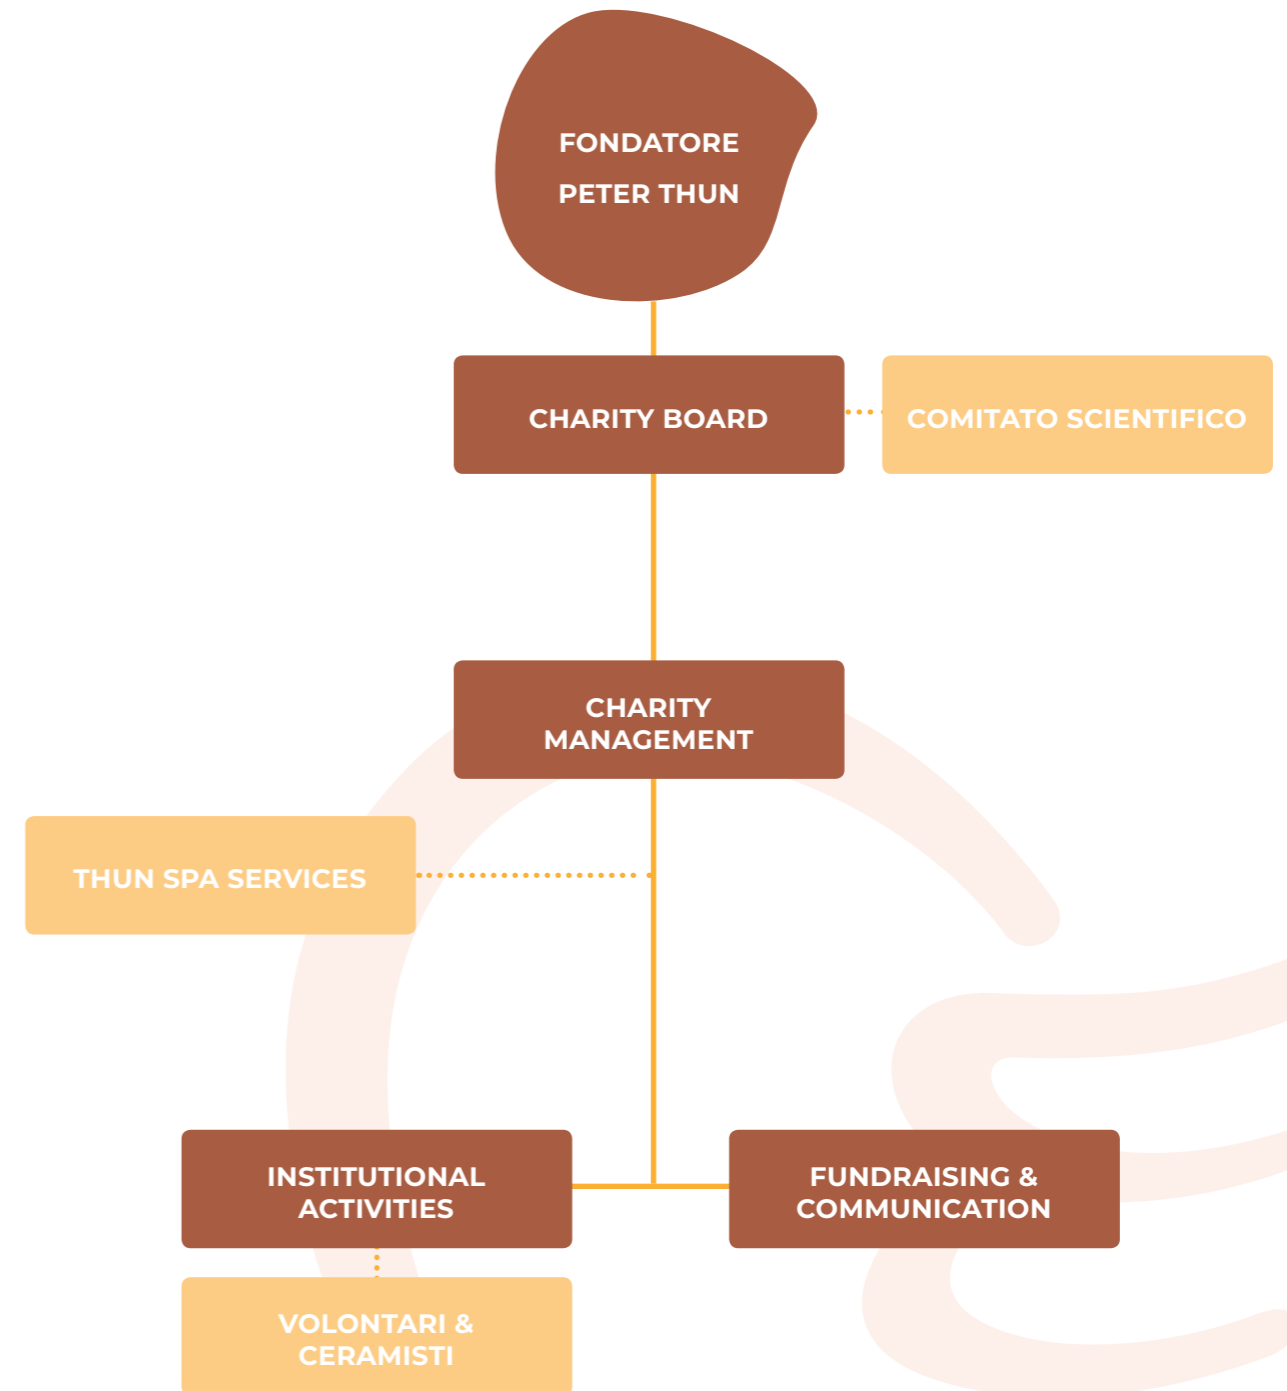 FONDATORE
PETER THUN
CHARITY BOARD
COMITATO SCIENTIFICO
CHARITY
MANAGEMENT
THUN SPA SERVICES
INSTITUTIONAL
ACTIVITIES
FUNDRAISING &
COMMUNICATION
VOLONTARI &
CERAMISTI